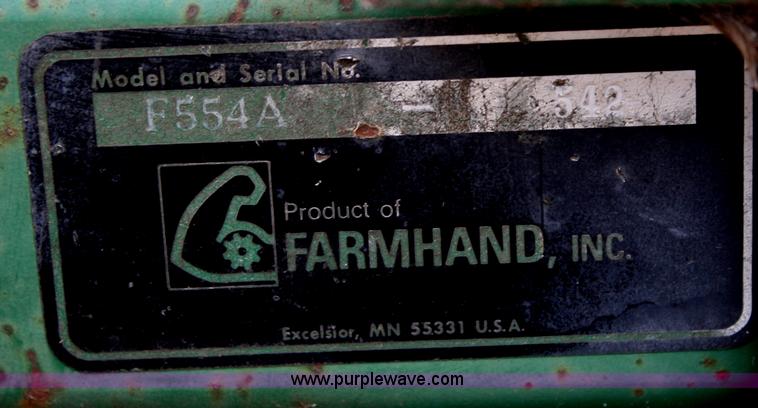 Model and Serial No.
F554A — 542
Product of
FARMHAND, INC.
Excelsior, MN 55331 U.S.A.
www.purplewave.com